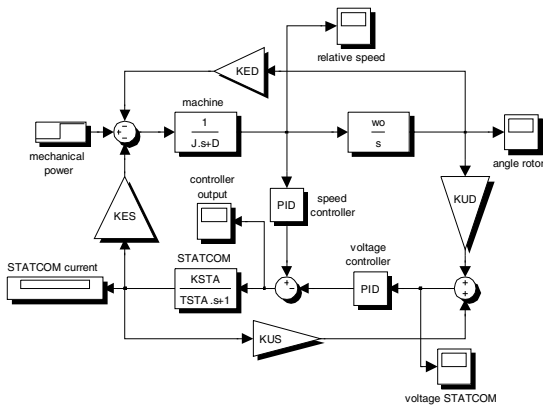 relative speed
KED
machine
1
J.s+D
wo
s
mechanical
power
angle rotor
controller
output
PID
speed
controller
KES
KUD
STATCOM current
STATCOM
KSTA
TSTA .s+1
voltage
controller
PID
KUS
voltage STATCOM